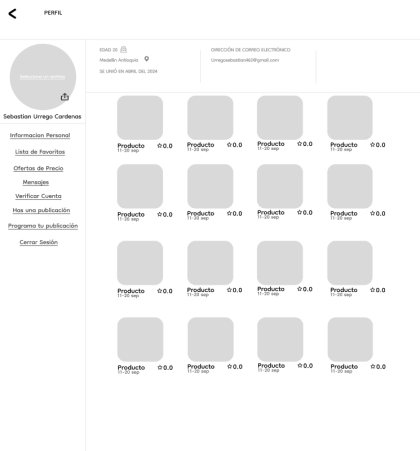 PERFIL
EDAD 20
Medellin Antioquia
SE UNIÓ EN ABRIL DEL 2024
DIRECCIÓN DE CORREO ELECTRÓNICO
Urregosebastian462@gmail.com
Sebastian Urrego Cardenas
Informacion Personal
Lista de Favoritos
Ofertas de Precio
Mensajes
Verificar Cuenta
Has una publicación
Programa tu publicación
Cerrar Sesión
Producto ☆0.0
11-20 sep
Producto ☆0.0
11-20 sep
Producto ☆0.0
11-20 sep
Producto ☆0.0
11-20 sep
Producto ☆0.0
11-20 sep
Producto ☆0.0
11-20 sep
Producto ☆0.0
11-20 sep
Producto ☆0.0
11-20 sep
Producto ☆0.0
11-20 sep
Producto ☆0.0
11-20 sep
Producto ☆0.0
11-20 sep
Producto ☆0.0
11-20 sep
Producto ☆0.0
11-20 sep
Producto ☆0.0
11-20 sep
Producto ☆0.0
11-20 sep
Producto ☆0.0
11-20 sep